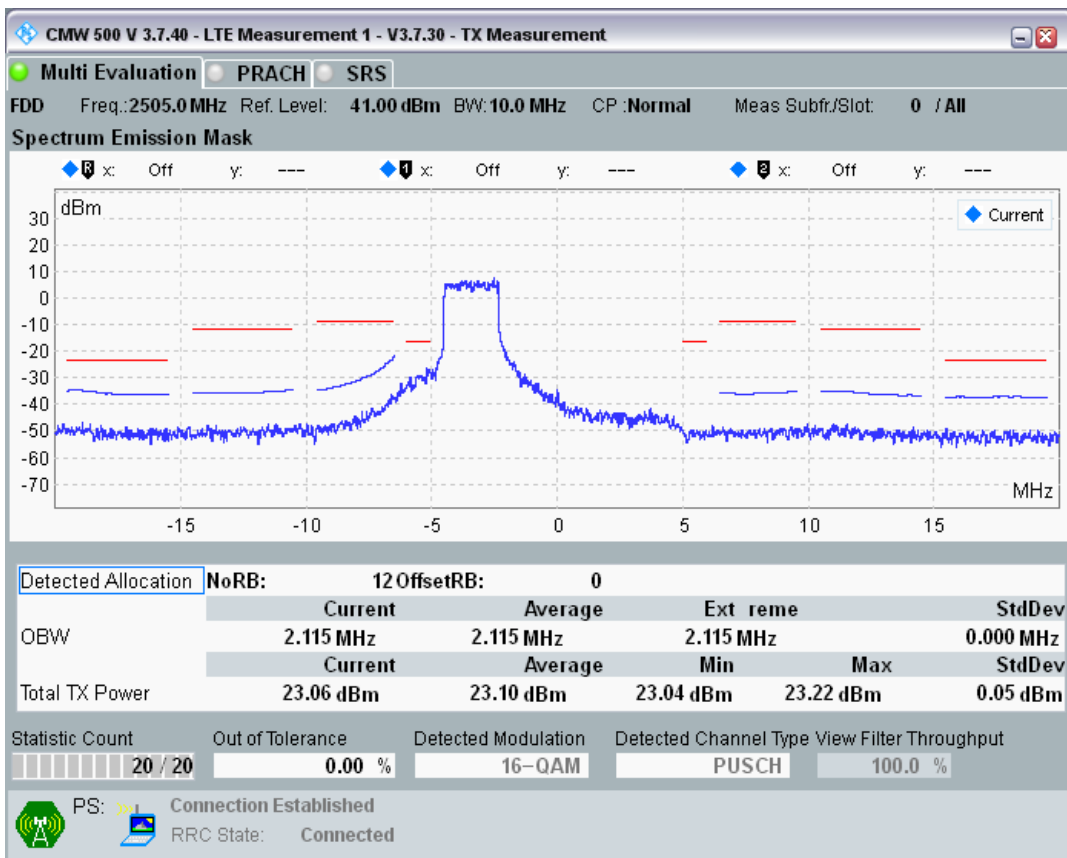 CMW 500 V 3.7.40 - LTE Measurement 1 - V3.7.30 - TX Measurement
Multi Evaluation PRACH SRS
FDD Freq.:2505.0 MHz Ref. Level: 41.00 dBm BW:10.0 MHz CP :Normal Meas Subfr./Slot: 0 / All
Spectrum Emission Mask
R x: Off y: --- 1 x: Off y: --- 2 x: Off y: ---
dBm
Current
30
20
10
0
-10
-20
-30
-40
-50
-60
-70
MHz
-15 -10 -5 0 5 10 15
Detected Allocation NoRB: 12 OffsetRB: 0
Current Average Ext reme StdDev
OBW 2.115 MHz 2.115 MHz 2.115 MHz 0.000 MHz
Current Average Min Max StdDev
Total TX Power 23.06 dBm 23.10 dBm 23.04 dBm 23.22 dBm 0.05 dBm
Statistic Count Out of Tolerance Detected Modulation Detected Channel Type View Filter Throughput
20 / 20 0.00 % 16-QAM PUSCH 100.0 %
PS: Connection Established
RRC State: Connected